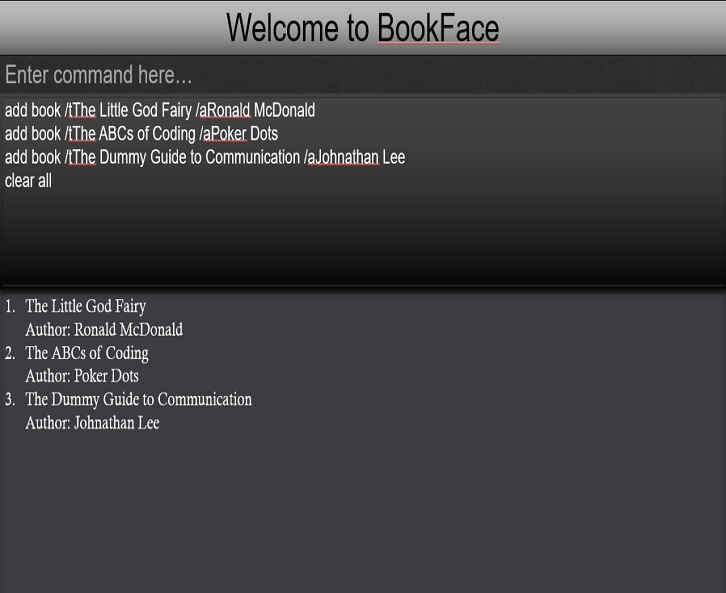 Welcome to BookFace
Enter command here...
add book /tThe Little God Fairy /aRonald McDonald
add book /tThe ABCs of Coding /aPoker Dots
add book /tThe Dummy Guide to Communication /aJohnathan Lee
clear all
1. The Little God Fairy
Author: Ronald McDonald
2. The ABCs of Coding
Author: Poker Dots
3. The Dummy Guide to Communication
Author: Johnathan Lee